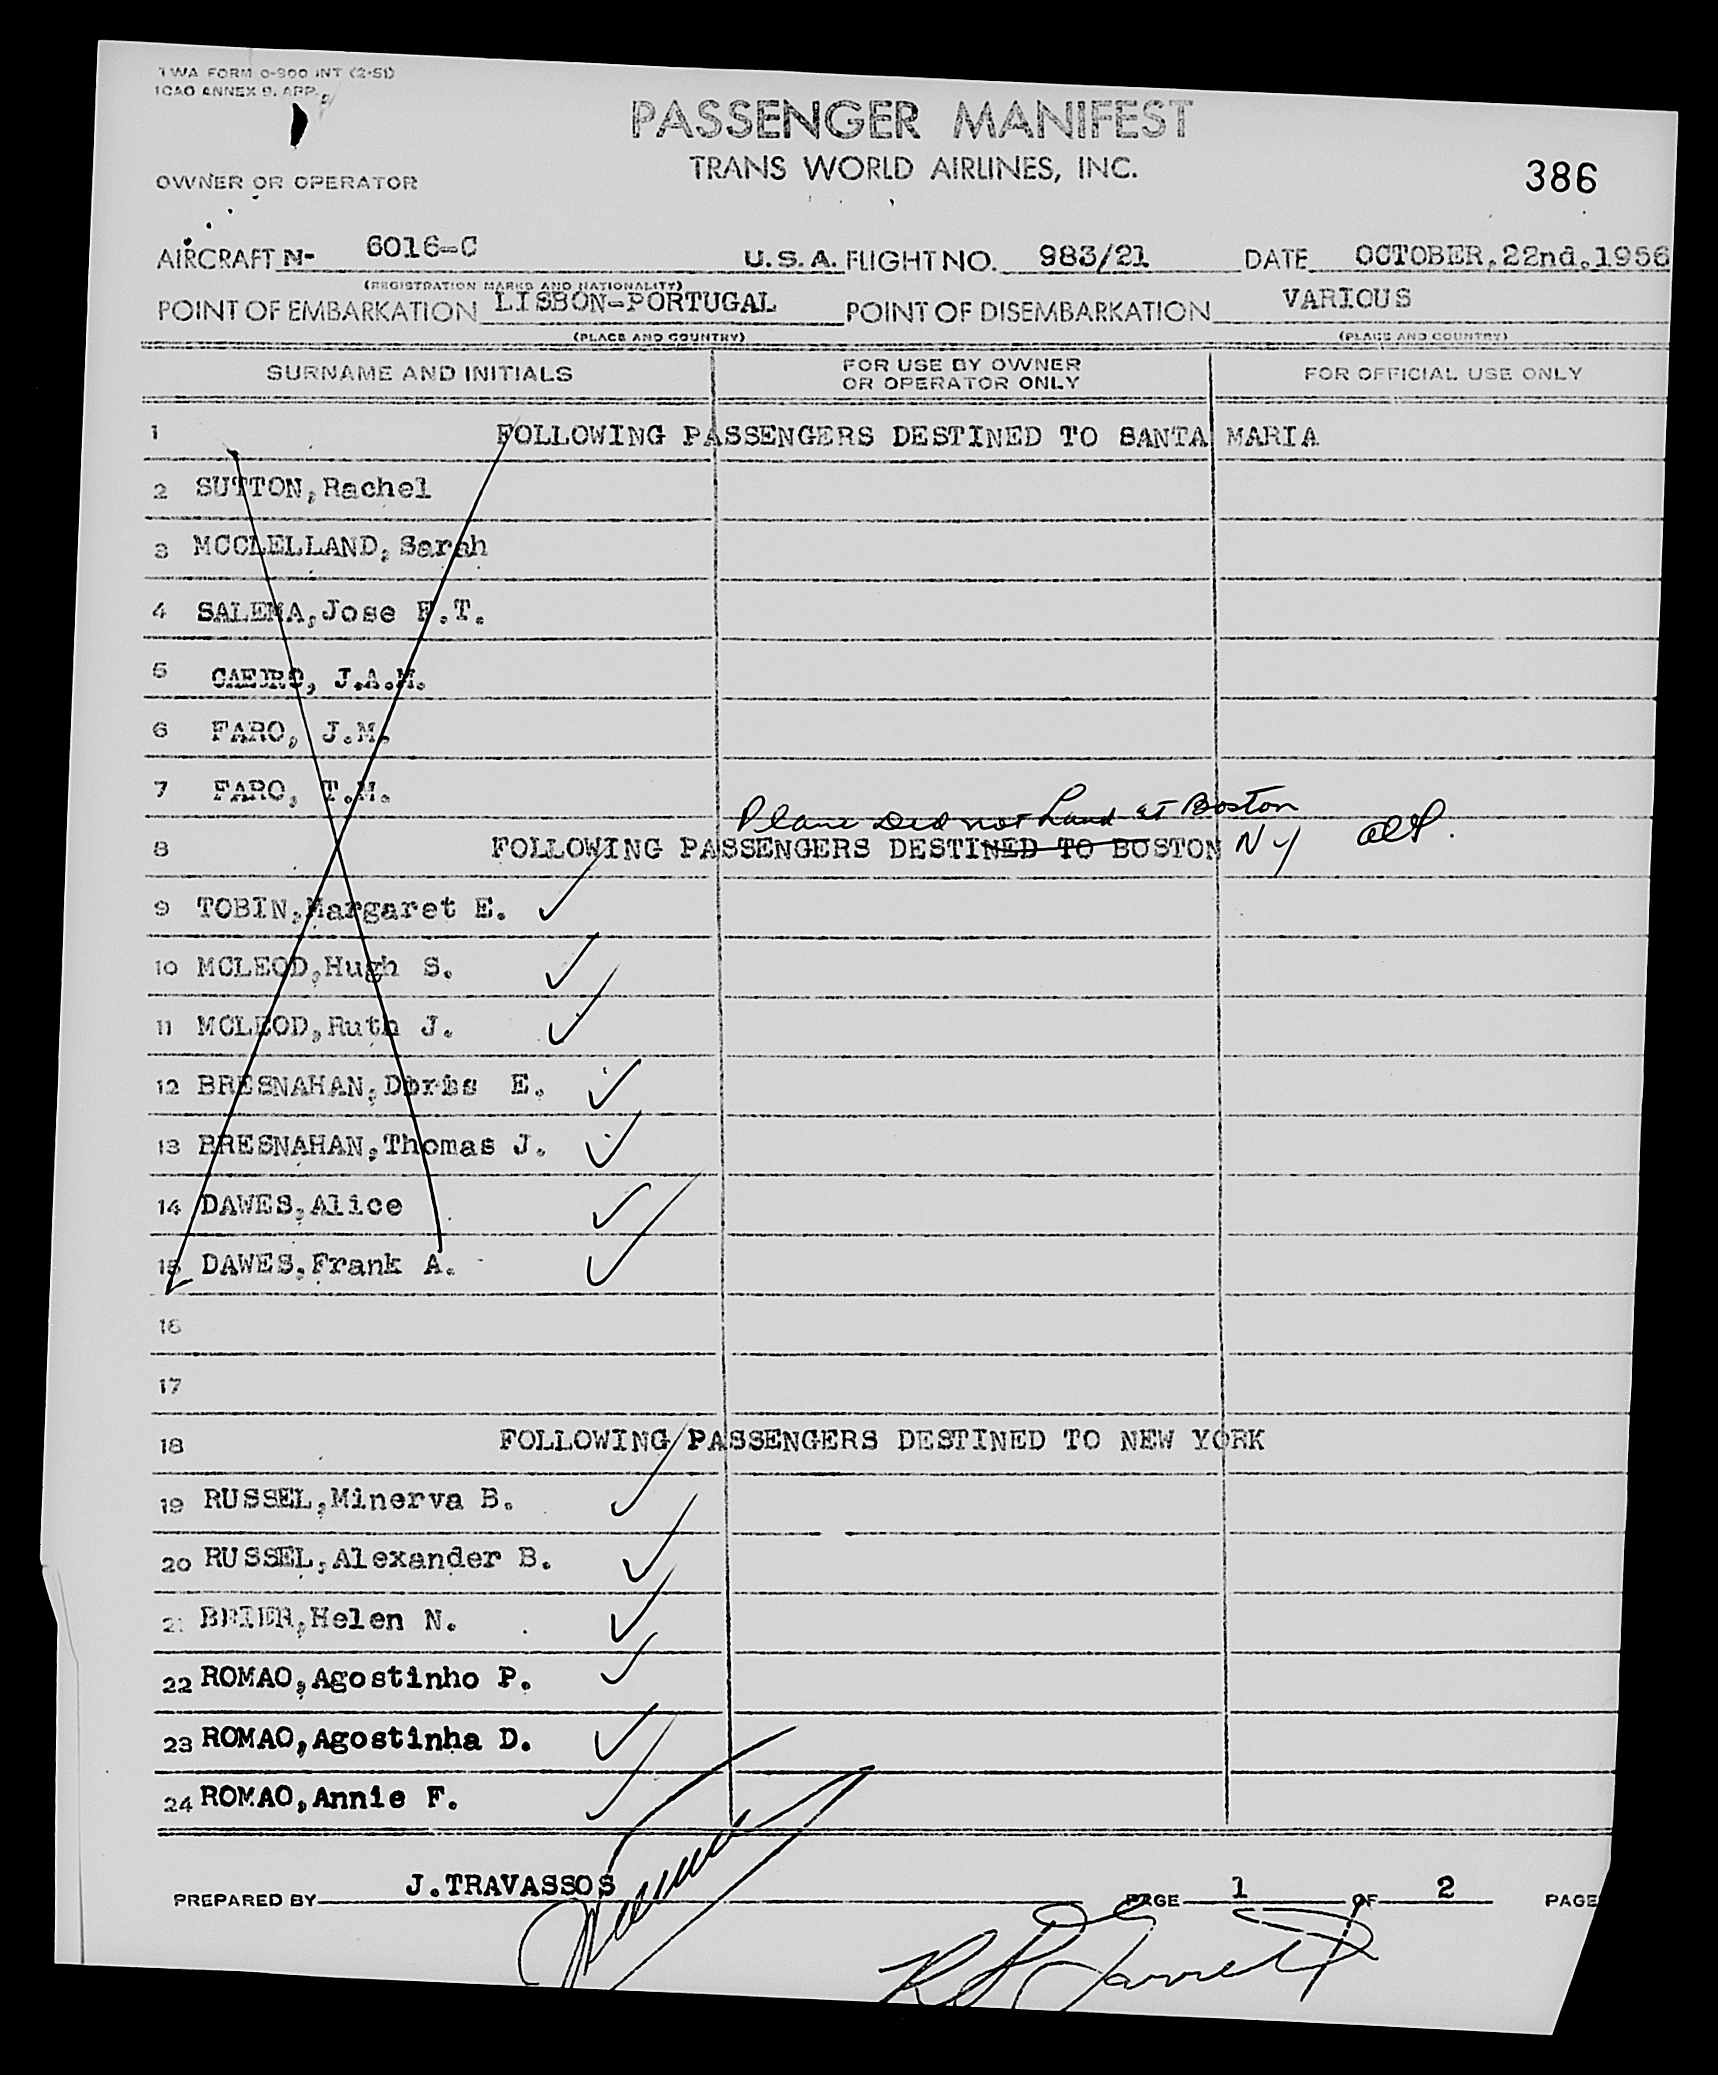 TWA FORM O-900 INT (2-51)
ICAO ANNEX 9, APP.
PASSENGER MANIFEST
TRANS WORLD AIRLINES, INC.
386
OWNER OR OPERATOR
AIRCRAFT N- 6016-C U.S.A. FLIGHT NO. 983/21 DATE OCTOBER,22nd,1956
(REGISTRATION MARKS AND NATIONALITY)
POINT OF EMBARKATION LISBON-PORTUGAL POINT OF DISEMBARKATION VARIOUS
(PLACE AND COUNTRY) (PLACE AND COUNTRY)
SURNAME AND INITIALS FOR USE BY OWNER OR OPERATOR ONLY FOR OFFICIAL USE ONLY
1 FOLLOWING PASSENGERS DESTINED TO SANTA MARIA
2 SUTTON,Rachel
3 MCCLELLAND,Sarah
4 SALEMA,Jose F.T.
5 CAEIRO, J.A.M.
6 FARO, J.M.
7 FARO, T.M.
Plane Did not Land at Boston
8 FOLLOWING PASSENGERS DESTINED TO BOSTON NY
9 TOBIN,Margaret E.
10 MCLEOD,Hugh S.
11 MCLEOD,Ruth J.
12 BRESNAHAN,Doris E.
13 BRESNAHAN,Thomas J.
14 DAWES,Alice
15 DAWES,Frank A.
16
17
18 FOLLOWING PASSENGERS DESTINED TO NEW YORK
19 RUSSEL,Minerva B.
20 RUSSEL,Alexander B.
21 BEIER,Helen N.
22 ROMAO,Agostinho P.
23 ROMAO,Agostinha D.
24 ROMAO,Annie F.
PREPARED BY J.TRAVASSOS PAGE 1 OF 2 PAGE